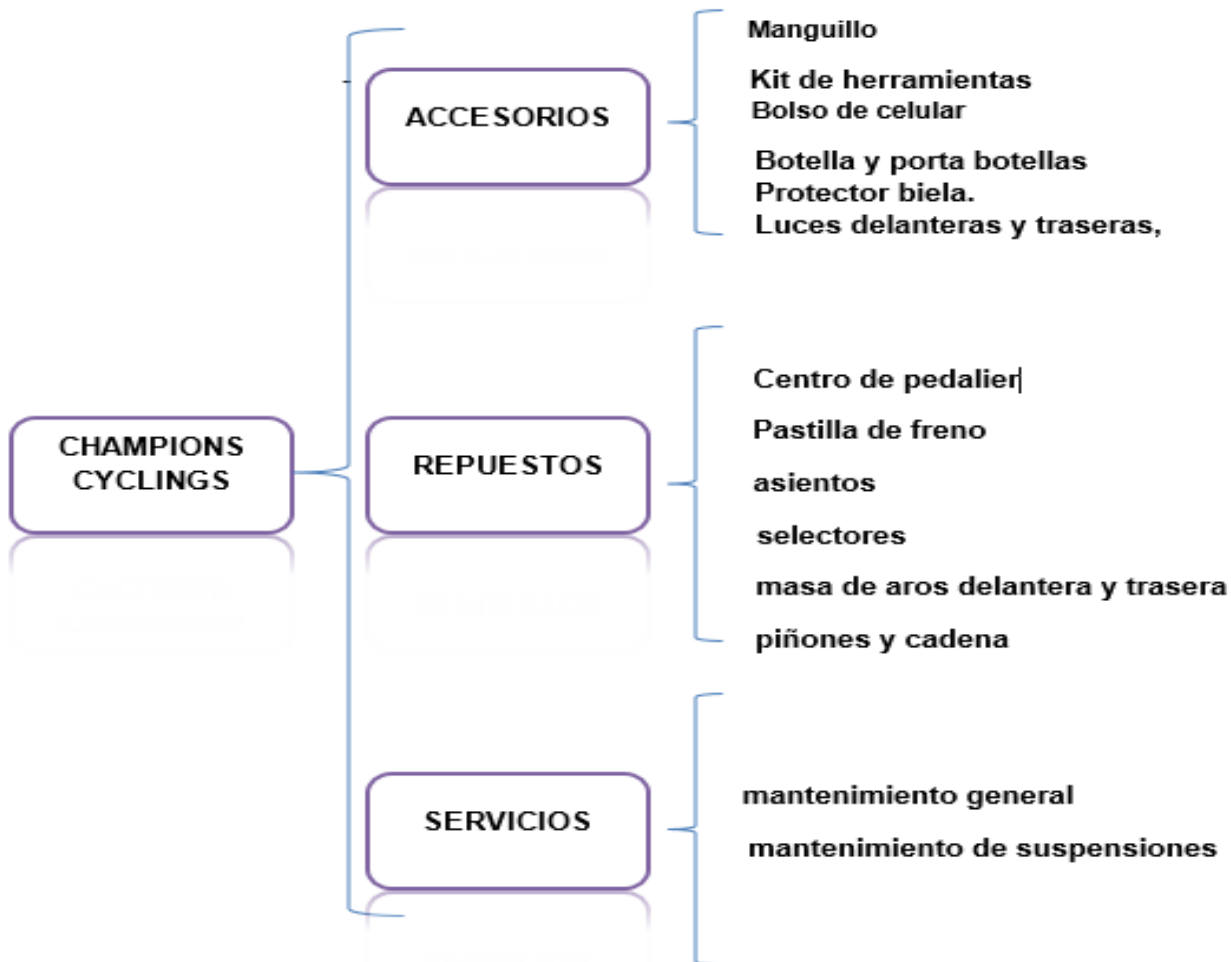 Manguillo
Kit de herramientas
ACCESORIOS
Bolso de celular
Botella y porta botellas
Protector biela.
Luces delanteras y traseras,
CHAMPIONS
CYCLINGS
REPUESTOS
Centro de pedalier
Pastilla de freno
asientos
selectores
masa de aros delantera y trasera
piñones y cadena
SERVICIOS
mantenimiento general
mantenimiento de suspensiones